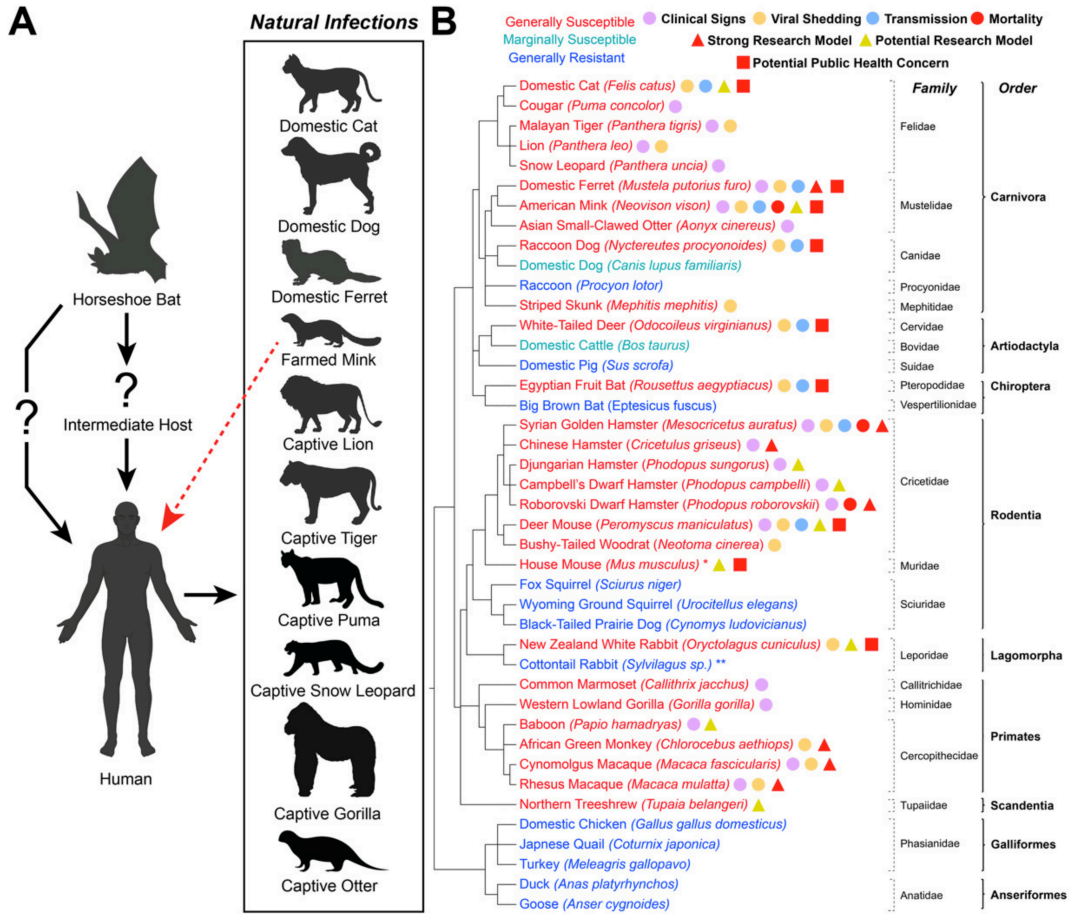 A
Natural Infections
Domestic Cat
Domestic Dog
Domestic Ferret
Farmed Mink
Captive Lion
Captive Tiger
Captive Puma
Captive Snow Leopard
Captive Gorilla
Captive Otter
Horseshoe Bat
?
?
Intermediate Host
Human
B
Generally Susceptible
Marginally Susceptible
Generally Resistant
Clinical Signs
Viral Shedding
Transmission
Mortality
Strong Research Model
Potential Research Model
Potential Public Health Concern
Family
Order
Domestic Cat (Felis catus)
Cougar (Puma concolor)
Malayan Tiger (Panthera tigris)
Lion (Panthera leo)
Snow Leopard (Panthera uncia)
Domestic Ferret (Mustela putorius furo)
American Mink (Neovison vison)
Asian Small-Clawed Otter (Aonyx cinereus)
Raccoon Dog (Nyctereutes procyonoides)
Domestic Dog (Canis lupus familiaris)
Raccoon (Procyon lotor)
Striped Skunk (Mephitis mephitis)
White-Tailed Deer (Odocoileus virginianus)
Domestic Cattle (Bos taurus)
Domestic Pig (Sus scrofa)
Egyptian Fruit Bat (Rousettus aegyptiacus)
Big Brown Bat (Eptesicus fuscus)
Syrian Golden Hamster (Mesocricetus auratus)
Chinese Hamster (Cricetulus griseus)
Djungarian Hamster (Phodopus sungorus)
Campbell's Dwarf Hamster (Phodopus campbelli)
Roborovski Dwarf Hamster (Phodopus roborovskii)
Deer Mouse (Peromyscus maniculatus)
Bushy-Tailed Woodrat (Neotoma cinerea)
House Mouse (Mus musculus) *
Fox Squirrel (Sciurus niger)
Wyoming Ground Squirrel (Urocitellus elegans)
Black-Tailed Prairie Dog (Cynomys ludovicianus)
New Zealand White Rabbit (Oryctolagus cuniculus)
Cottontail Rabbit (Sylvilagus sp.) **
Common Marmoset (Callithrix jacchus)
Western Lowland Gorilla (Gorilla gorilla)
Baboon (Papio hamadryas)
African Green Monkey (Chlorocebus aethiops)
Cynomolgus Macaque (Macaca fascicularis)
Rhesus Macaque (Macaca mulatta)
Northern Treeshrew (Tupaia belangeri)
Domestic Chicken (Gallus gallus domesticus)
Japnese Quail (Coturnix japonica)
Turkey (Meleagris gallopavo)
Duck (Anas platyrhynchos)
Goose (Anser cygnoides)
Felidae
Mustelidae
Canidae
Procyonidae
Mephitidae
Cervidae
Bovidae
Suidae
Pteropodidae
Vespertilionidae
Cricetidae
Muridae
Sciuridae
Leporidae
Callitrichidae
Hominidae
Cercopithecidae
Tupaiidae
Phasianidae
Anatidae
Carnivora
Artiodactyla
Chiroptera
Rodentia
Lagomorpha
Primates
Scandentia
Galliformes
Anseriformes